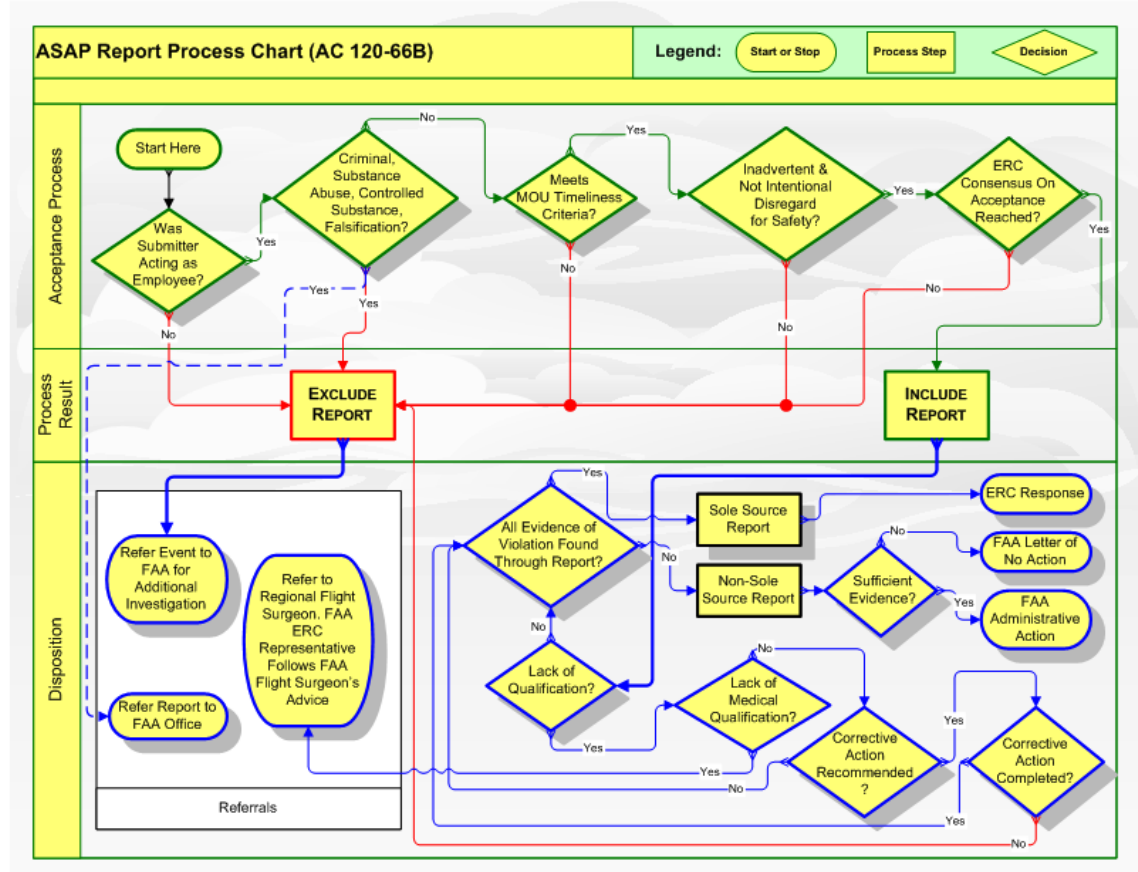 ASAP Report Process Chart (AC 120-66B)
Legend:
Start or Stop
Process Step
Decision
Acceptance Process
Start Here
Was
Submitter
Acting as
Employee?
Yes
No
Criminal,
Substance
Abuse, Controlled
Substance,
Falsification?
No
Yes
Yes
Meets
MOU Timeliness
Criteria?
Yes
No
Inadvertent &
Not Intentional
Disregard
for Safety?
Yes
No
ERC
Consensus On
Acceptance
Reached?
Yes
No
Process
Result
EXCLUDE
REPORT
INCLUDE
REPORT
Disposition
Refer Event to
FAA for
Additional
Investigation
Refer to
Regional Flight
Surgeon. FAA
ERC
Representative
Follows FAA
Flight Surgeon's
Advice
Refer Report to
FAA Office
Referrals
All Evidence of
Violation Found
Through Report?
Yes
No
Sole Source
Report
Non-Sole
Source Report
ERC Response
Sufficient
Evidence?
No
Yes
FAA Letter of
No Action
FAA
Administrative
Action
Lack of
Qualification?
No
Yes
Lack of
Medical
Qualification?
No
Yes
Corrective
Action
Recommended
?
Yes
No
Corrective
Action
Completed?
Yes
No